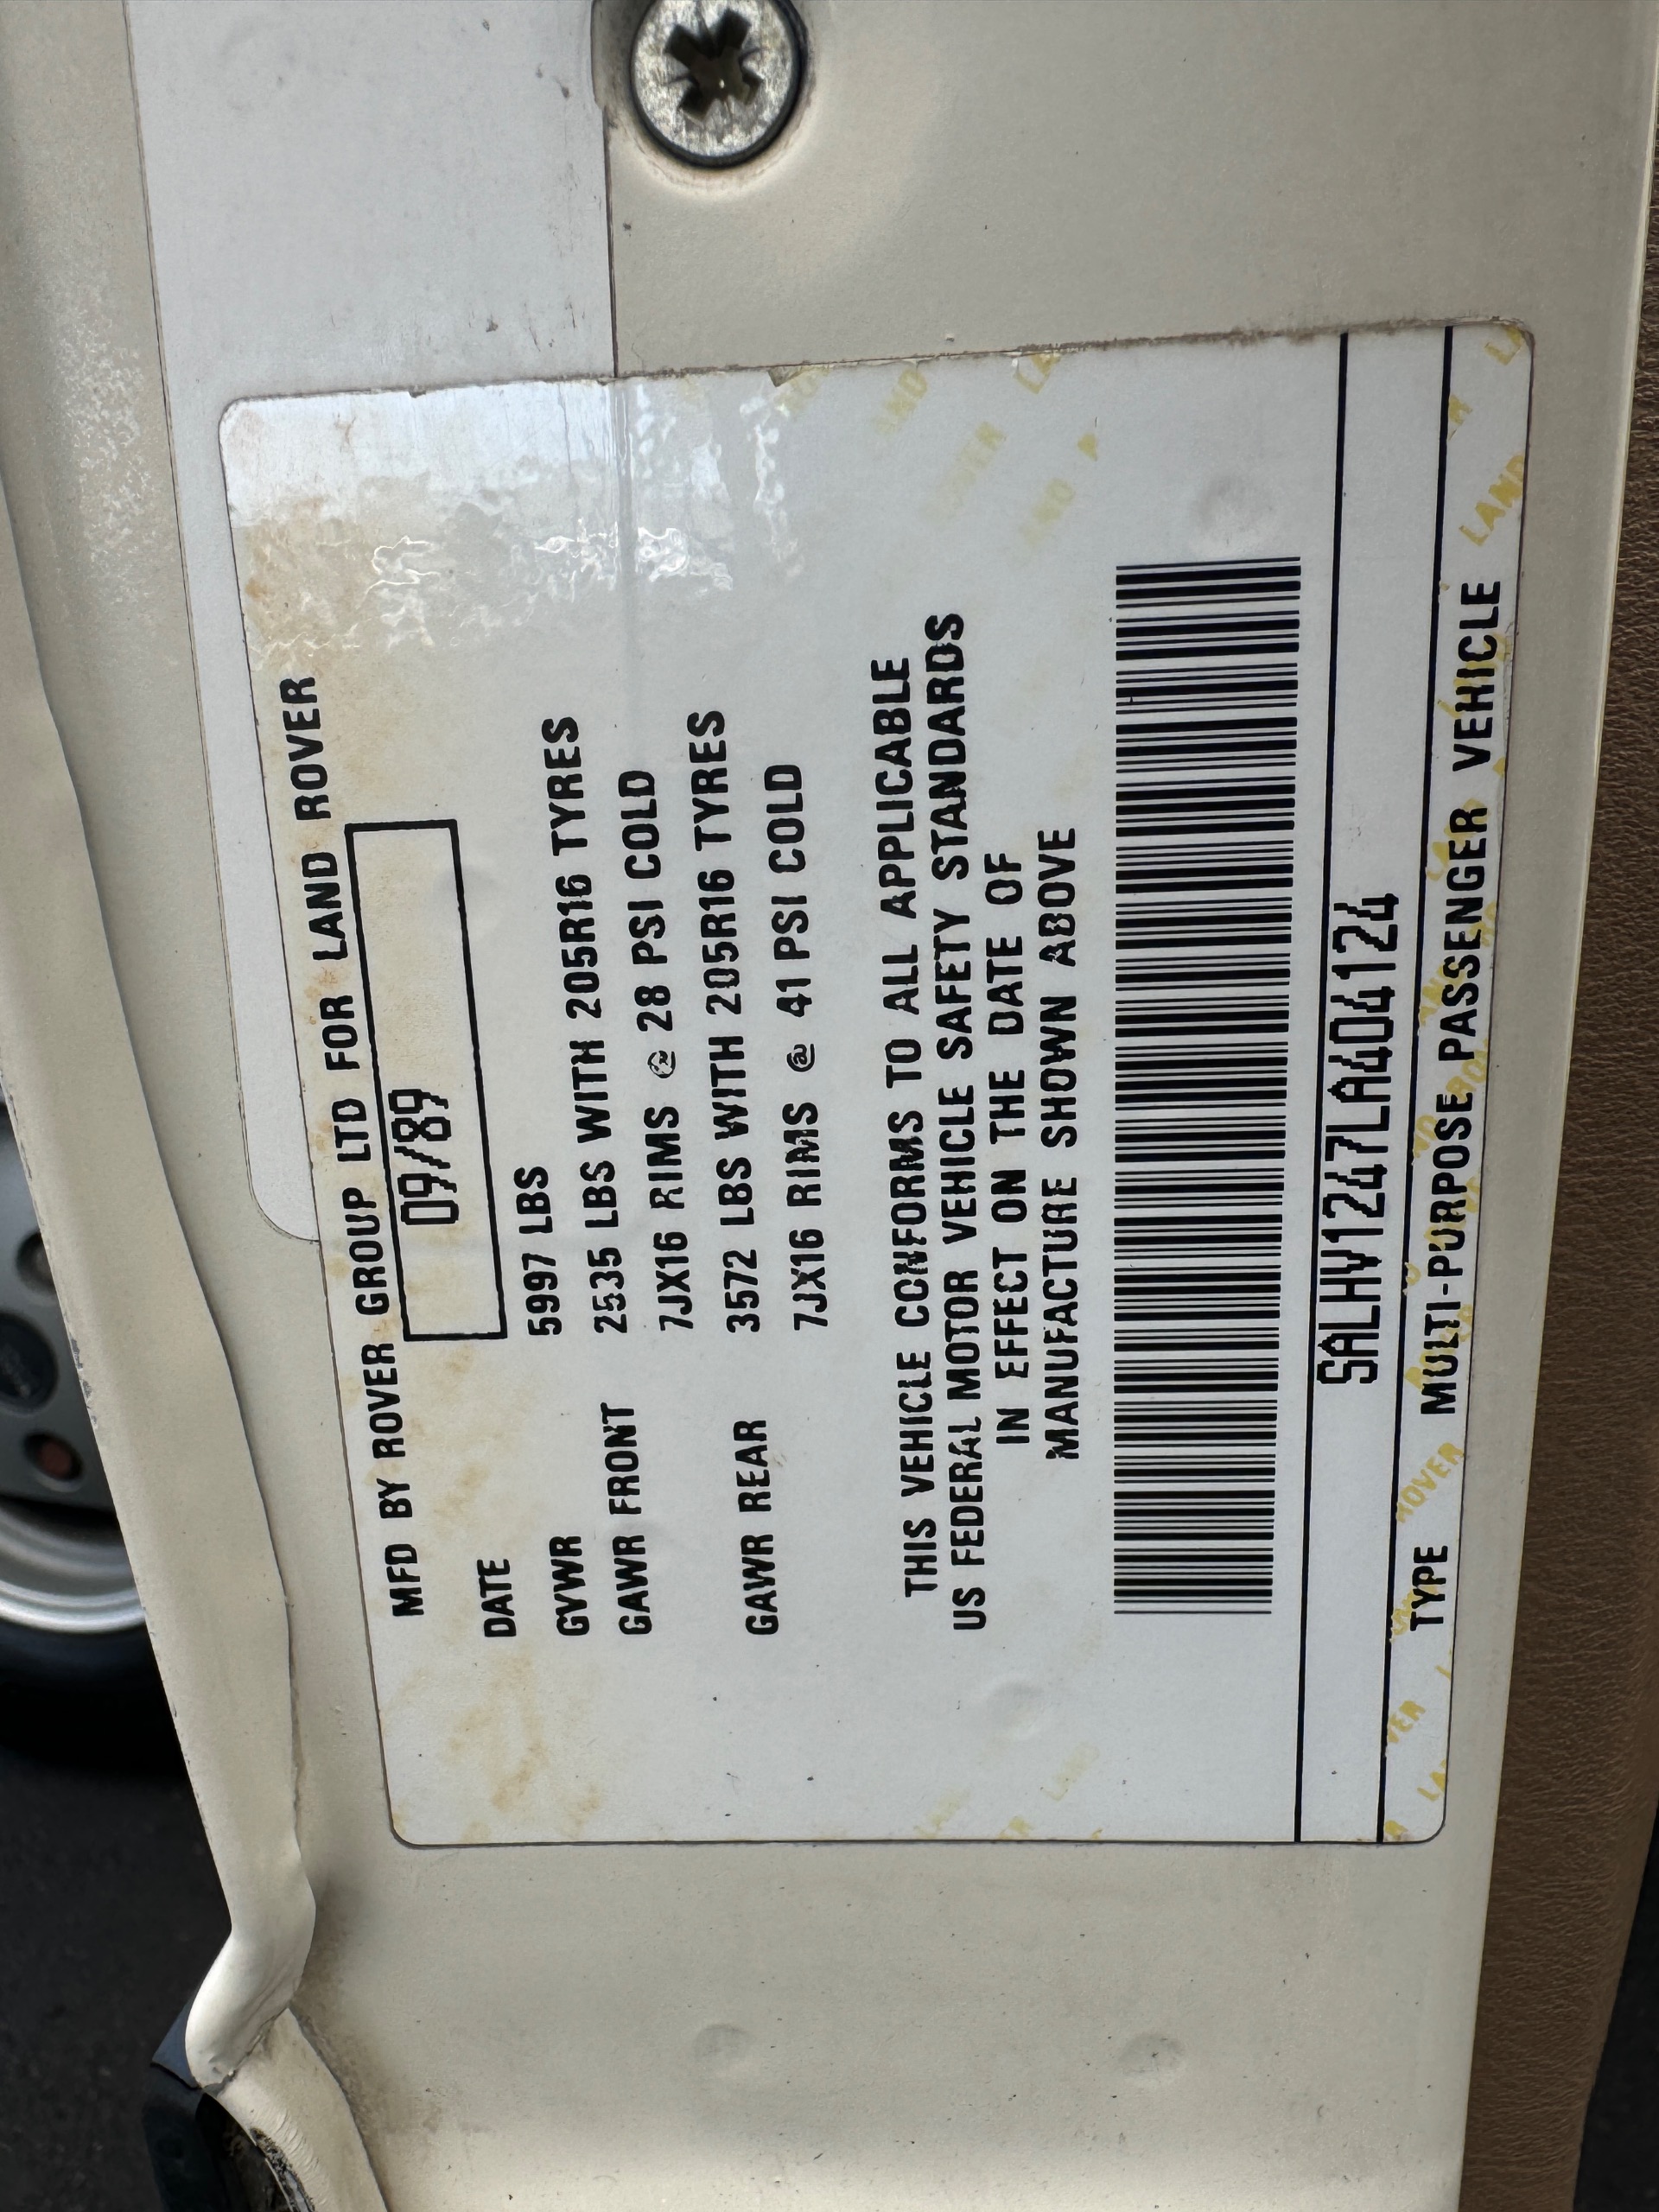 MFD BY ROVER GROUP LTD FOR LAND ROVER
DATE 09/89
GVWR 5997 LBS
GAWR FRONT 2535 LBS WITH 205R16 TYRES
7JX16 RIMS @ 28 PSI COLD
GAWR REAR 3572 LBS WITH 205R16 TYRES
7JX16 RIMS @ 41 PSI COLD
THIS VEHICLE CONFORMS TO ALL APPLICABLE
US FEDERAL MOTOR VEHICLE SAFETY STANDARDS
IN EFFECT ON THE DATE OF
MANUFACTURE SHOWN ABOVE
SALHV1247LA404124
TYPE MULTI-PURPOSE PASSENGER VEHICLE